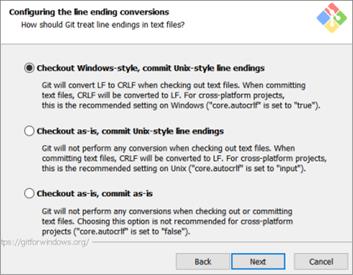 Configuring the line ending conversions
How should Git treat line endings in text files?
Checkout Windows-style, commit Unix-style line endings
Git will convert LF to CRLF when checking out text files. When committing
text files, CRLF will be converted to LF. For cross-platform projects,
this is the recommended setting on Windows ("core.autocrlf" is set to "true").
Checkout as-is, commit Unix-style line endings
Git will not perform any conversion when checking out text files. When
committing text files, CRLF will be converted to LF. For cross-platform projects,
this is the recommended setting on Unix ("core.autocrlf" is set to "input").
Checkout as-is, commit as-is
Git will not perform any conversions when checking out or committing
text files. Choosing this option is not recommended for cross-platform
projects ("core.autocrlf" is set to "false").
tps://gitforwindows.org/
Back
Next
Cancel